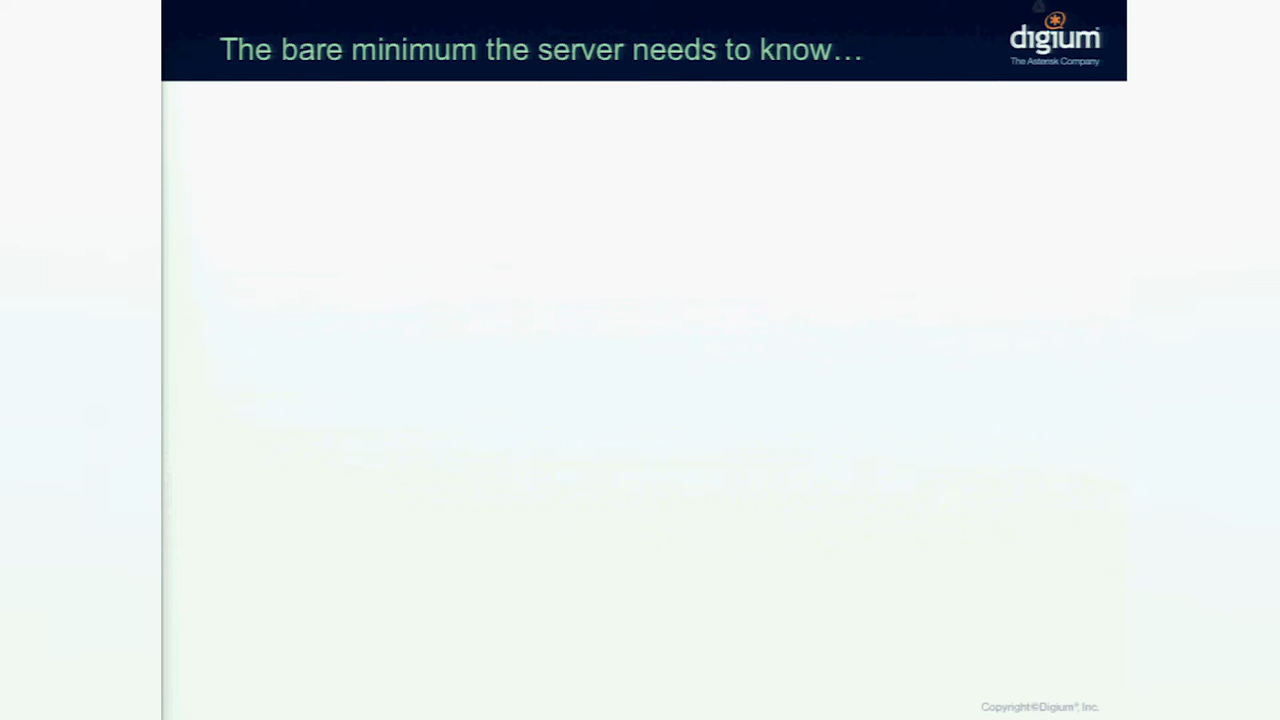 The bare minimum the server needs to know…
digium
The Asterisk Company
Copyright©Digium®, Inc.